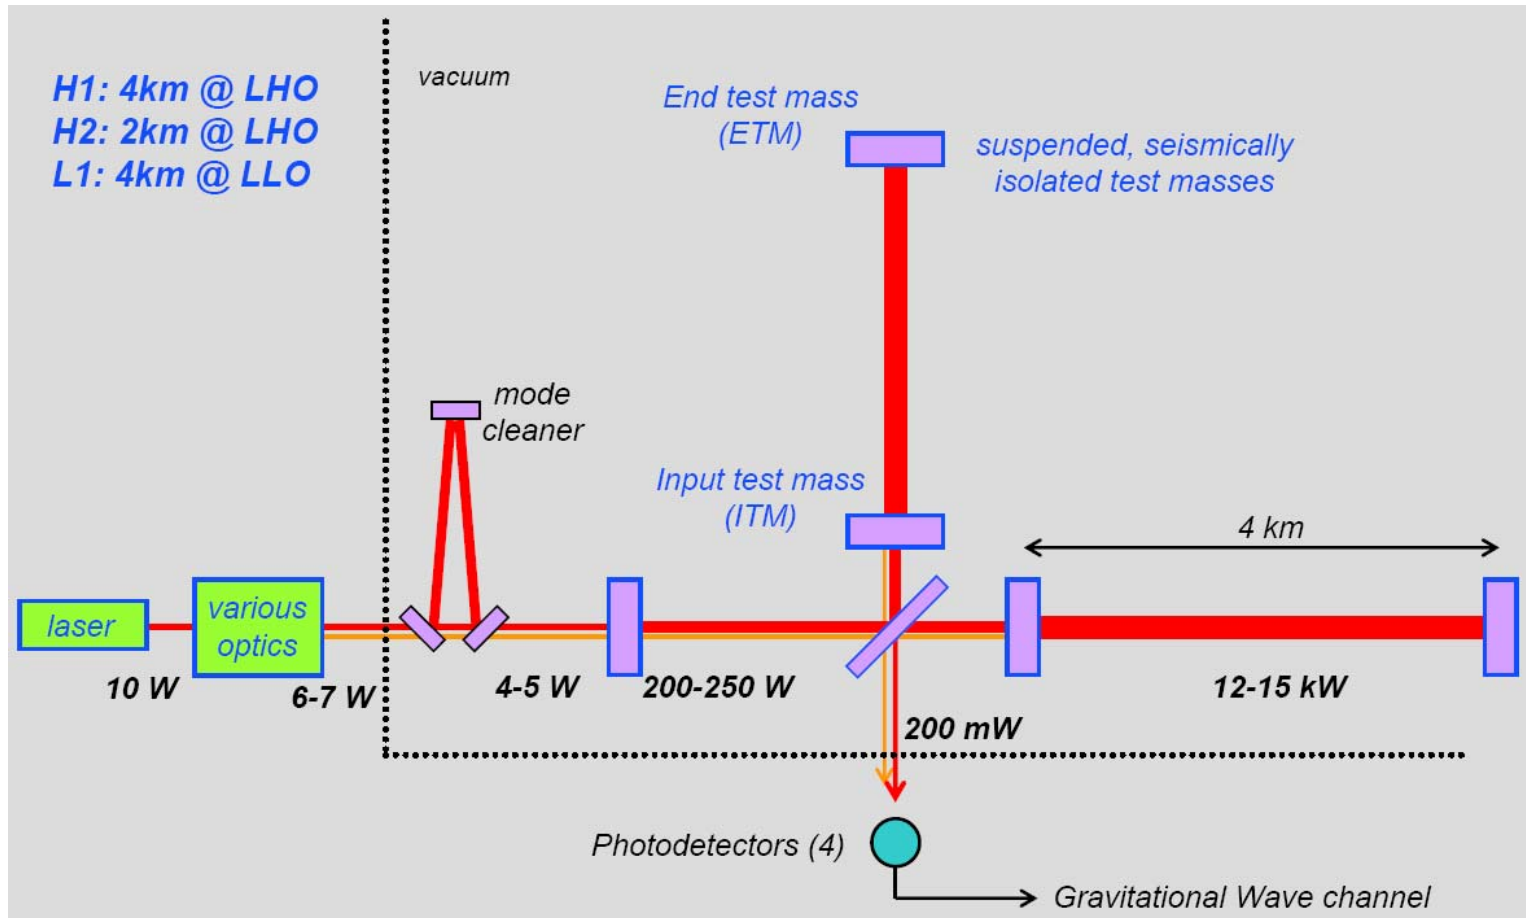 H1: 4km @ LHO
H2: 2km @ LHO
L1: 4km @ LLO
vacuum
End test mass
(ETM)
suspended, seismically
isolated test masses
mode
cleaner
Input test mass
(ITM)
4 km
laser
various
optics
10 W
6-7 W
4-5 W
200-250 W
12-15 kW
200 mW
Photodetectors (4)
Gravitational Wave channel